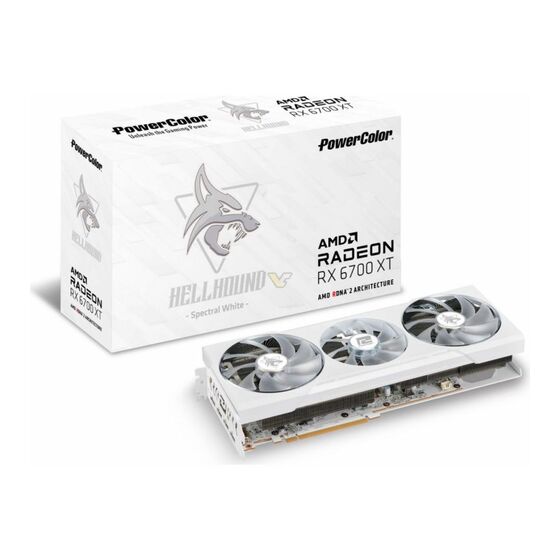 PowerColor
Unleash the Gaming Power
HELLHOUND
AMD
RADEON
RX 6700 XT
PowerColor
HELLHOUND
- Spectral White -
AMD
RADEON
RX 6700 XT
AMD RDNA 2 ARCHITECTURE
AMD
RADEON
RX 6700 XT